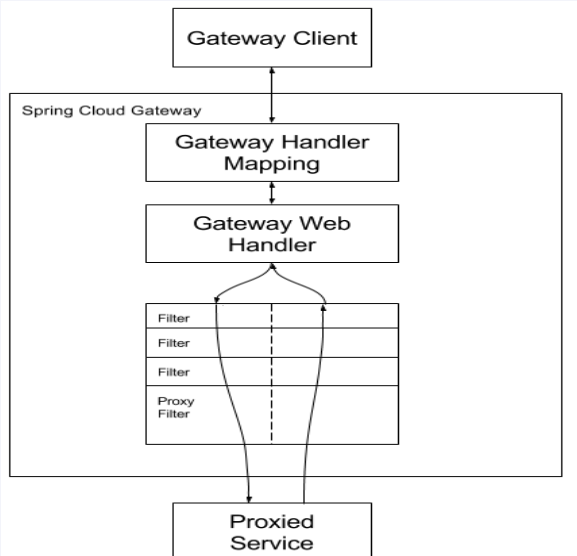 Gateway Client
Spring Cloud Gateway
Gateway Handler
Mapping
Gateway Web
Handler
Filter
Filter
Filter
Proxy
Filter
Proxied
Service